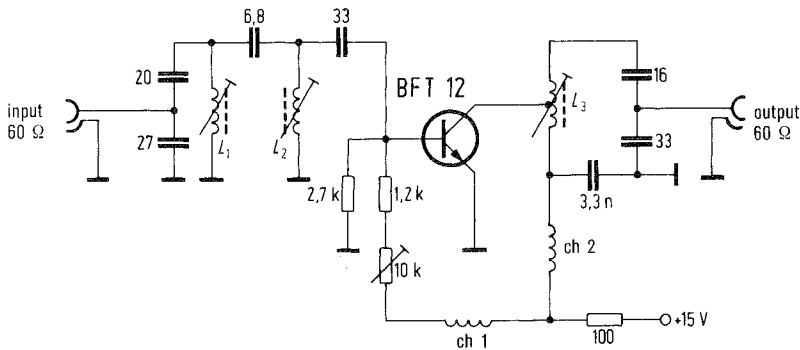 6,8
33
20
27
input
60 Ω
L1
L2
BFT 12
L3
16
33
output
60 Ω
2,7 k
1,2 k
3,3 n
10 k
ch 2
ch 1
100
+15 V